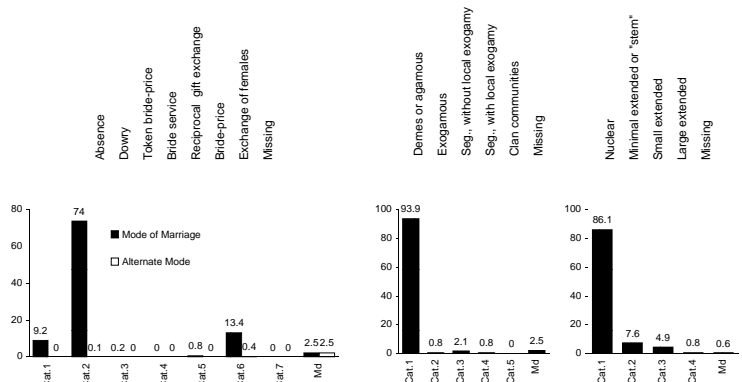 Absence
Dowry
Token bride-price
Bride service
Reciprocal gift exchange
Bride-price
Exchange of females
Missing
Demes or agamous
Exogamous
Seg., without local exogamy
Seg., with local exogamy
Clan communities
Missing
Nuclear
Minimal extended or "stem"
Small extended
Large extended
Missing
80
60
40
20
0
9.2 0
74 0.1
0.2 0
0 0
0.8 0
13.4 0.4
0 0
2.5 2.5
Mode of Marriage
Alternate Mode
at.1
Cat.2
Cat.3
Cat.4
Cat.5
Cat.6
at.7
Md
100
80
60
40
20
0
93.9
0.8
2.1
0.8
0
2.5
Cat.1
Cat.2
Cat.3
Cat.4
Cat.5
Md
100
80
60
40
20
0
86.1
7.6
4.9
0.8
0.6
Cat.1
Cat.2
Cat.3
Cat.4
Md